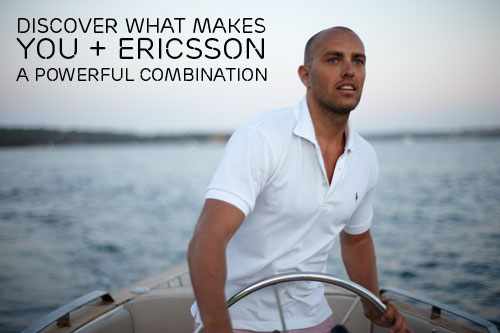 DISCOVER WHAT MAKES
YOU + ERICSSON
A POWERFUL COMBINATION